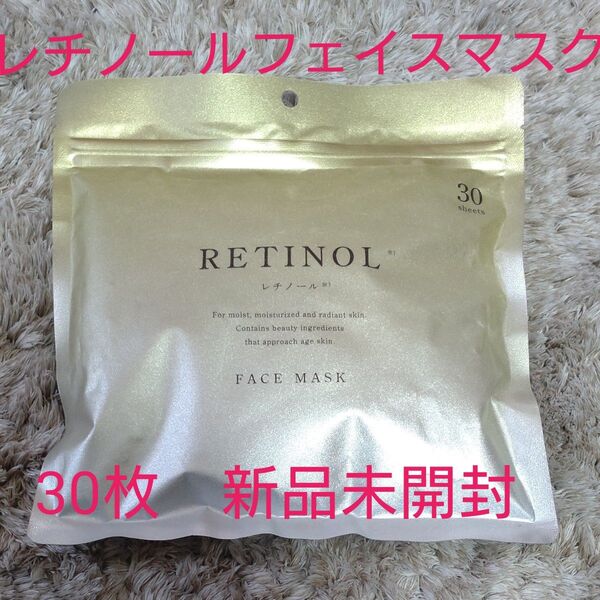 レチノールフェイスマスク
30
sheets
RETINOL ※1
レチノール ※1
For moist, moisturized and radiant skin.
Contains beauty ingredients
that approach age skin.
FACE MASK
30枚 新品未開封